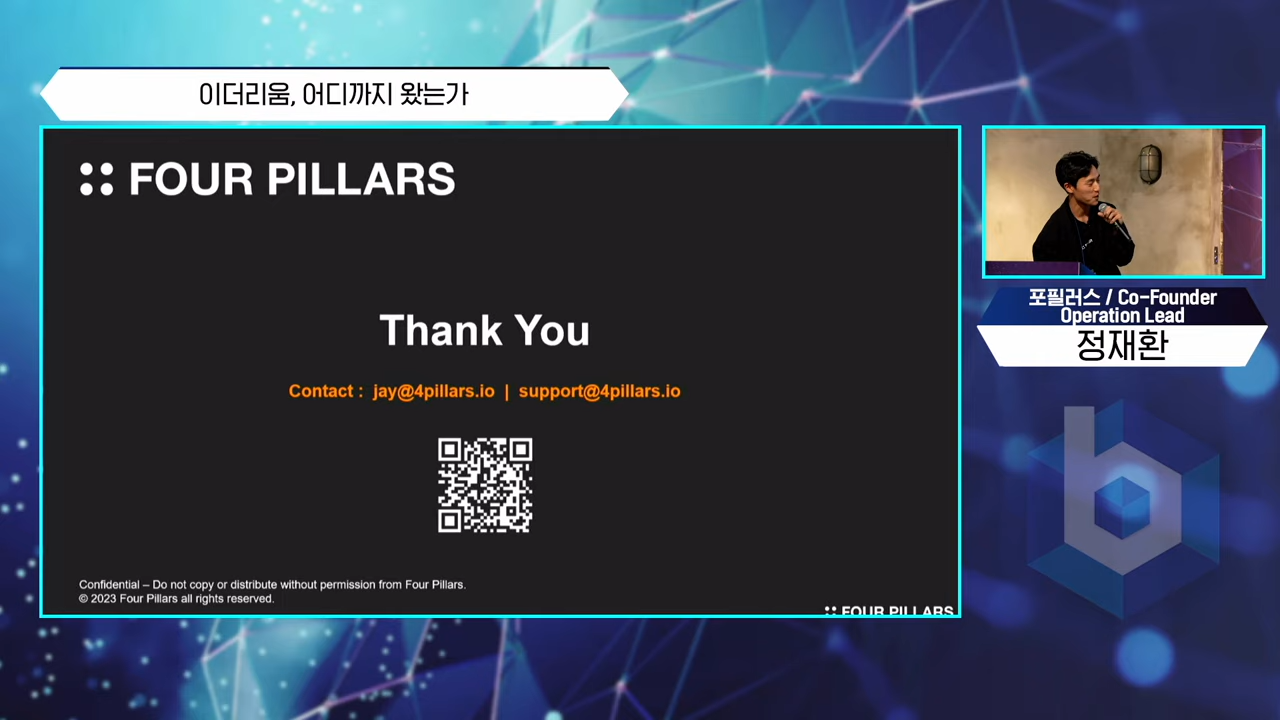 이더리움, 어디까지 왔는가
FOUR PILLARS
Thank You
Contact : jay@4pillars.io | support@4pillars.io
Confidential – Do not copy or distribute without permission from Four Pillars.
© 2023 Four Pillars all rights reserved.
FOUR PILLARS
포필러스 / Co-Founder
Operation Lead
정재환